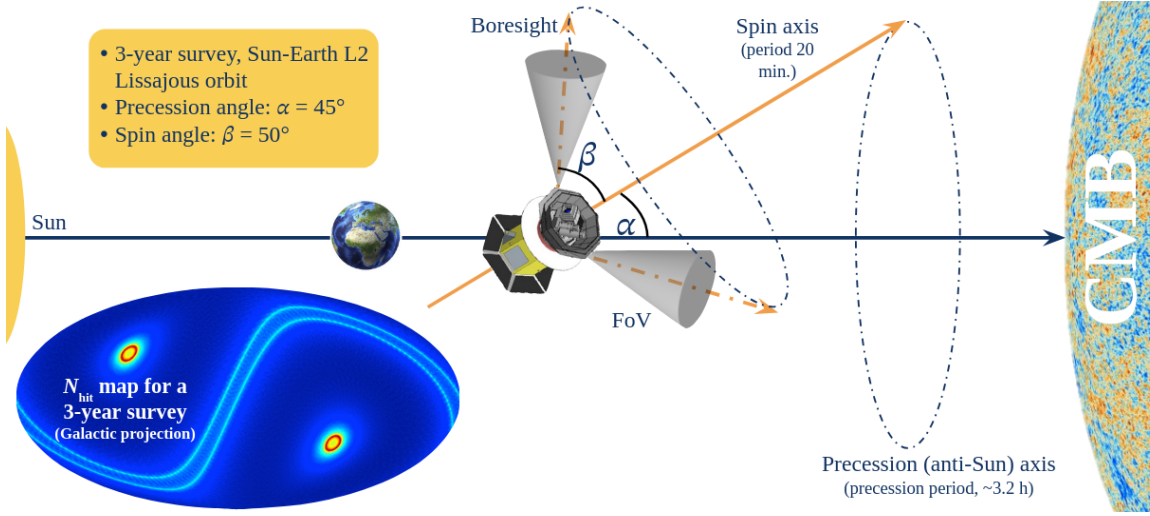 • 3-year survey, Sun-Earth L2
Lissajous orbit
• Precession angle: α = 45°
• Spin angle: β = 50°
Boresight
Spin axis
(period 20
min.)
β
α
Sun
FoV
CMB
N_hit map for a
3-year survey
(Galactic projection)
Precession (anti-Sun) axis
(precession period, ~3.2 h)